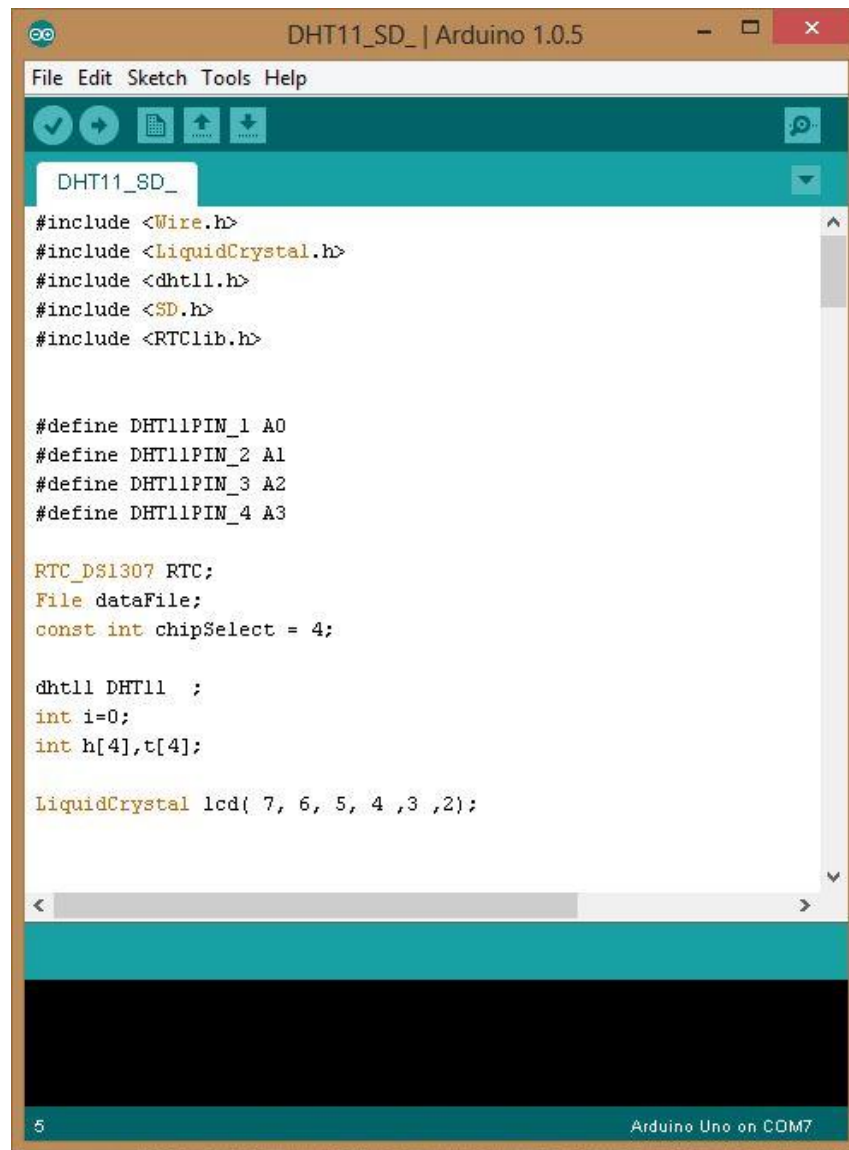 DHT11_SD_ | Arduino 1.0.5
File Edit Sketch Tools Help
DHT11_SD_
#include <Wire.h>
#include <LiquidCrystal.h>
#include <dht11.h>
#include <SD.h>
#include <RTClib.h>
#define DHT11PIN_1 A0
#define DHT11PIN_2 A1
#define DHT11PIN_3 A2
#define DHT11PIN_4 A3
RTC_DS1307 RTC;
File dataFile;
const int chipSelect = 4;
dht11 DHT11  ;
int i=0;
int h[4],t[4];
LiquidCrystal lcd( 7, 6, 5, 4 ,3 ,2);
5
Arduino Uno on COM7